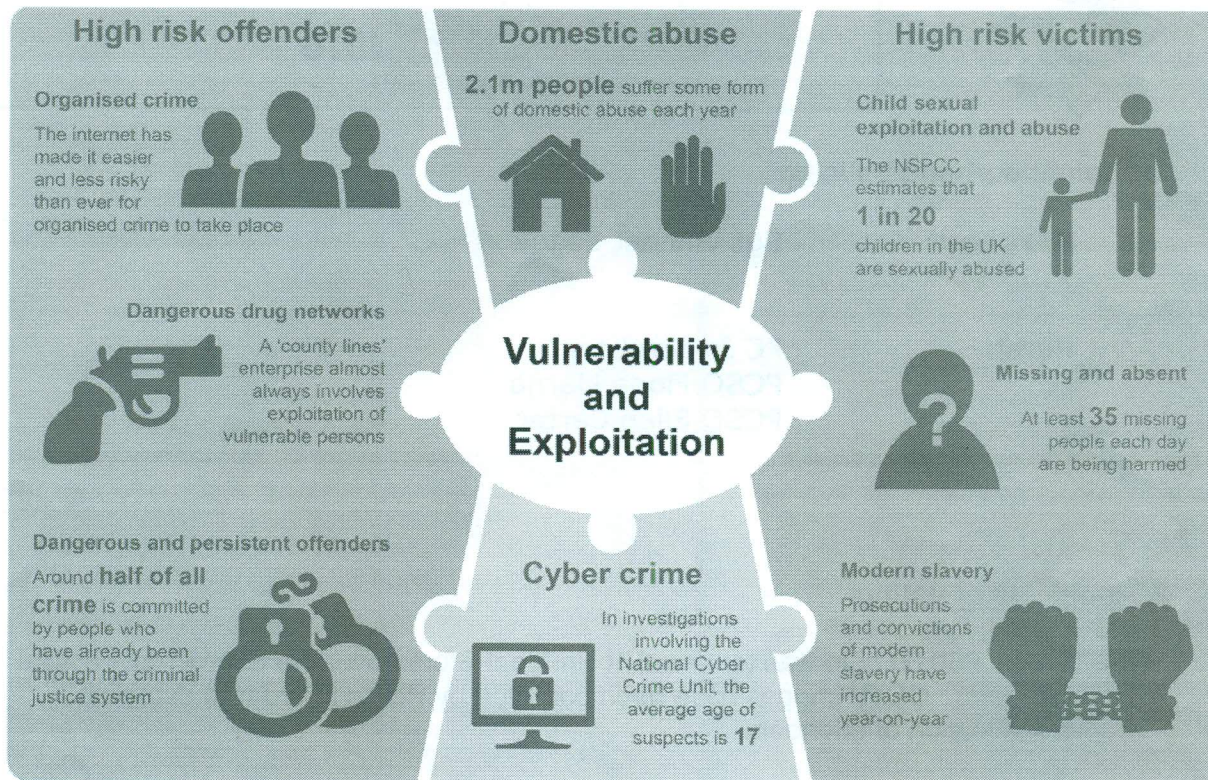 High risk offenders
Organised crime
The internet has
made it easier
and less risky
than ever for
organised crime to take place
Dangerous drug networks
A 'county lines'
enterprise almost
always involves
exploitation of
vulnerable persons
Dangerous and persistent offenders
Around half of all
crime is committed
by people who
have already been
through the criminal
justice system
Domestic abuse
2.1m people suffer some form
of domestic abuse each year
Vulnerability
and
Exploitation
Cyber crime
In investigations
involving the
National Cyber
Crime Unit, the
average age of
suspects is 17
High risk victims
Child sexual
exploitation and abuse
The NSPCC
estimates that
1 in 20
children in the UK
are sexually abused
Missing and absent
?
At least 35 missing
people each day
are being harmed
Modern slavery
Prosecutions
and convictions
of modern
slavery have
increased
year-on-year